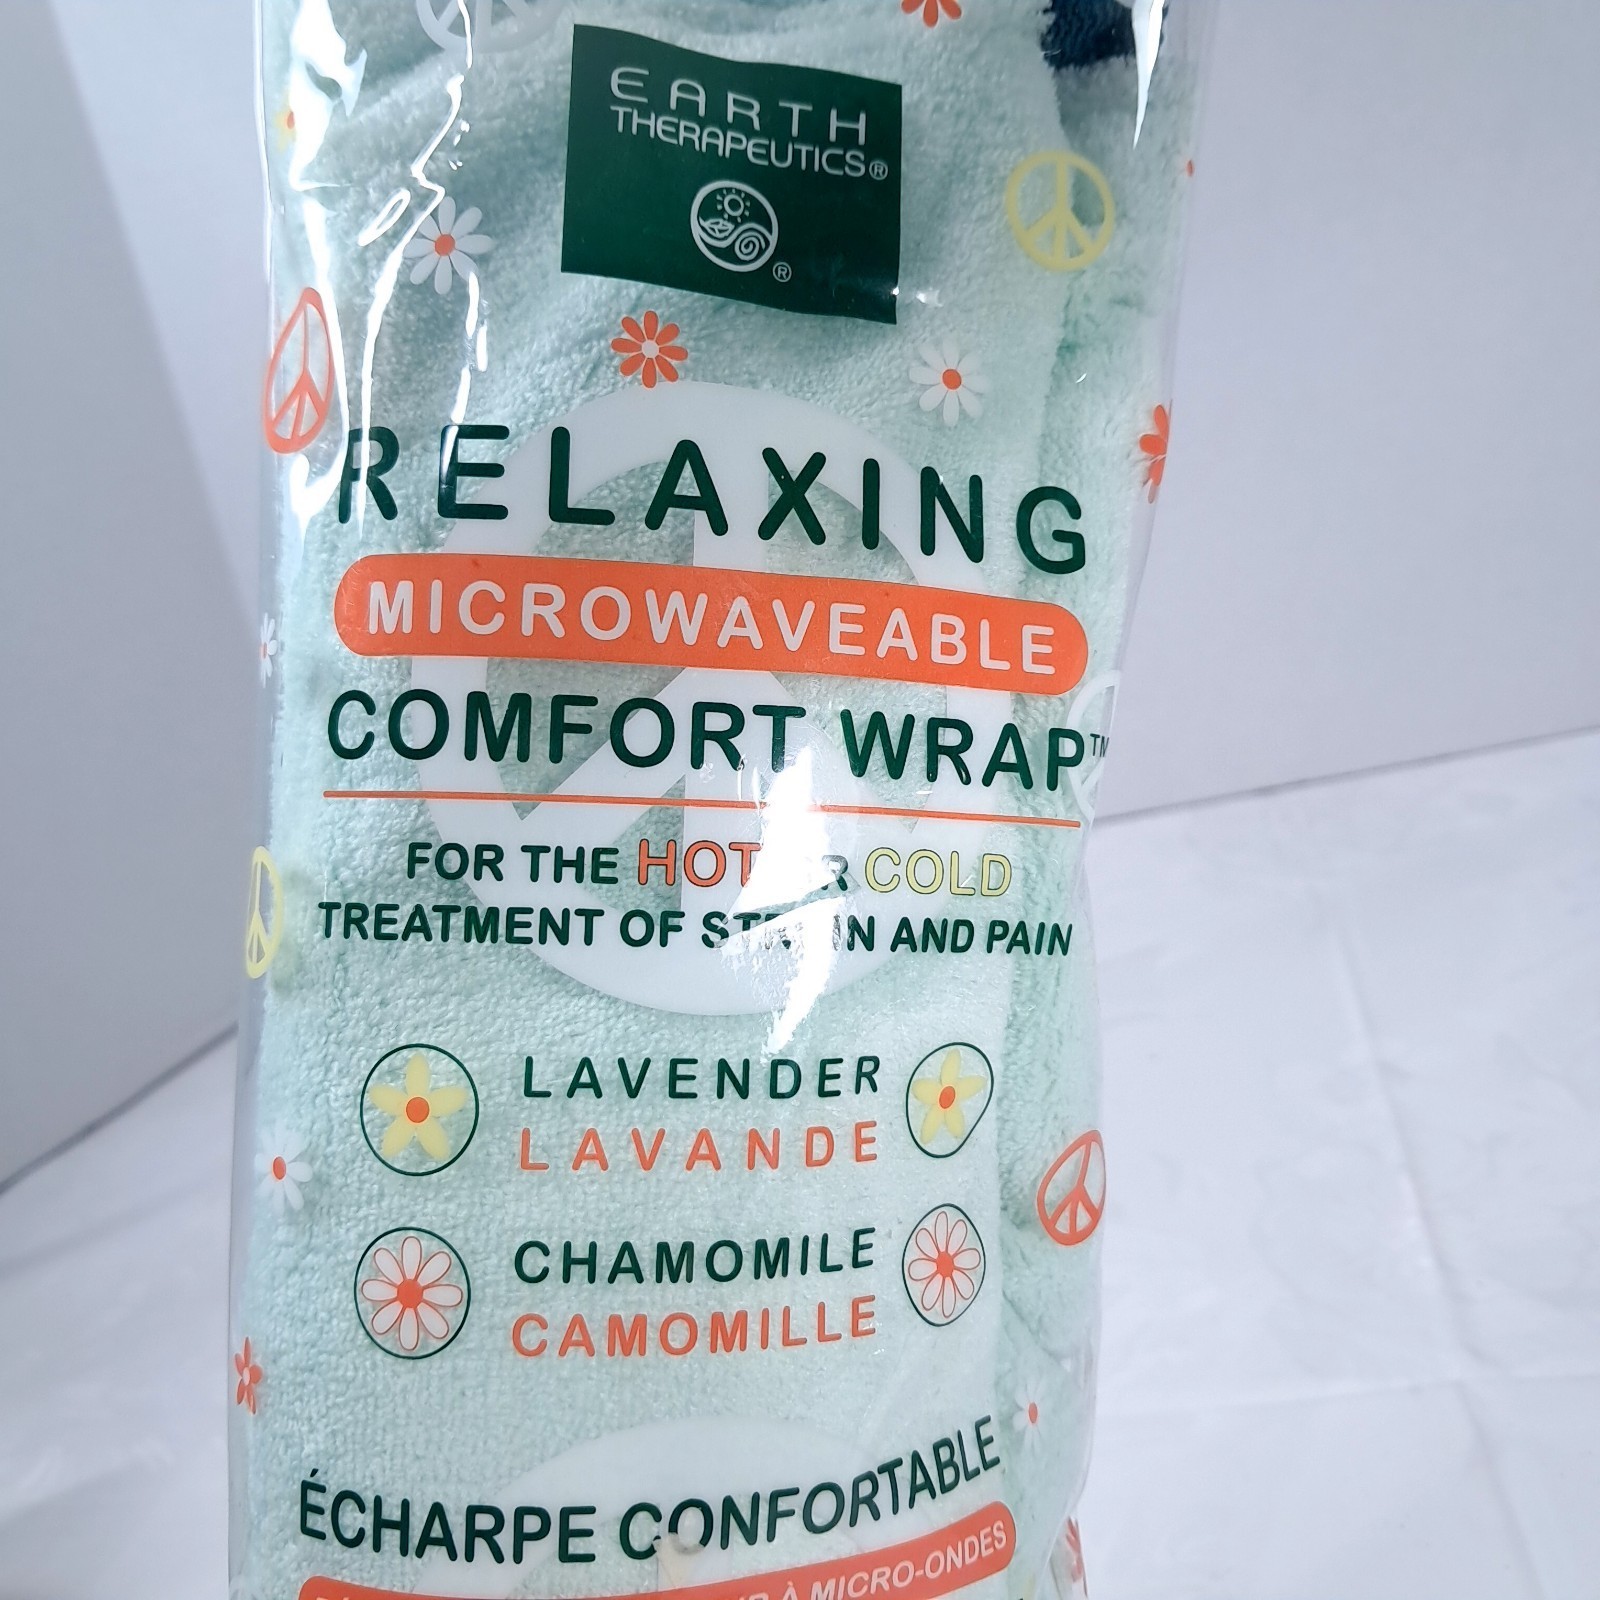 EARTH
THERAPEUTICS®
®
RELAXING
MICROWAVEABLE
COMFORT WRAP™
FOR THE HOT COLD
TREATMENT OF AND PAIN
LAVENDER
LAVANDE
CHAMOMILE
CAMOMILLE
ÉCHARPE CONFORTABLE
À MICRO-ONDES